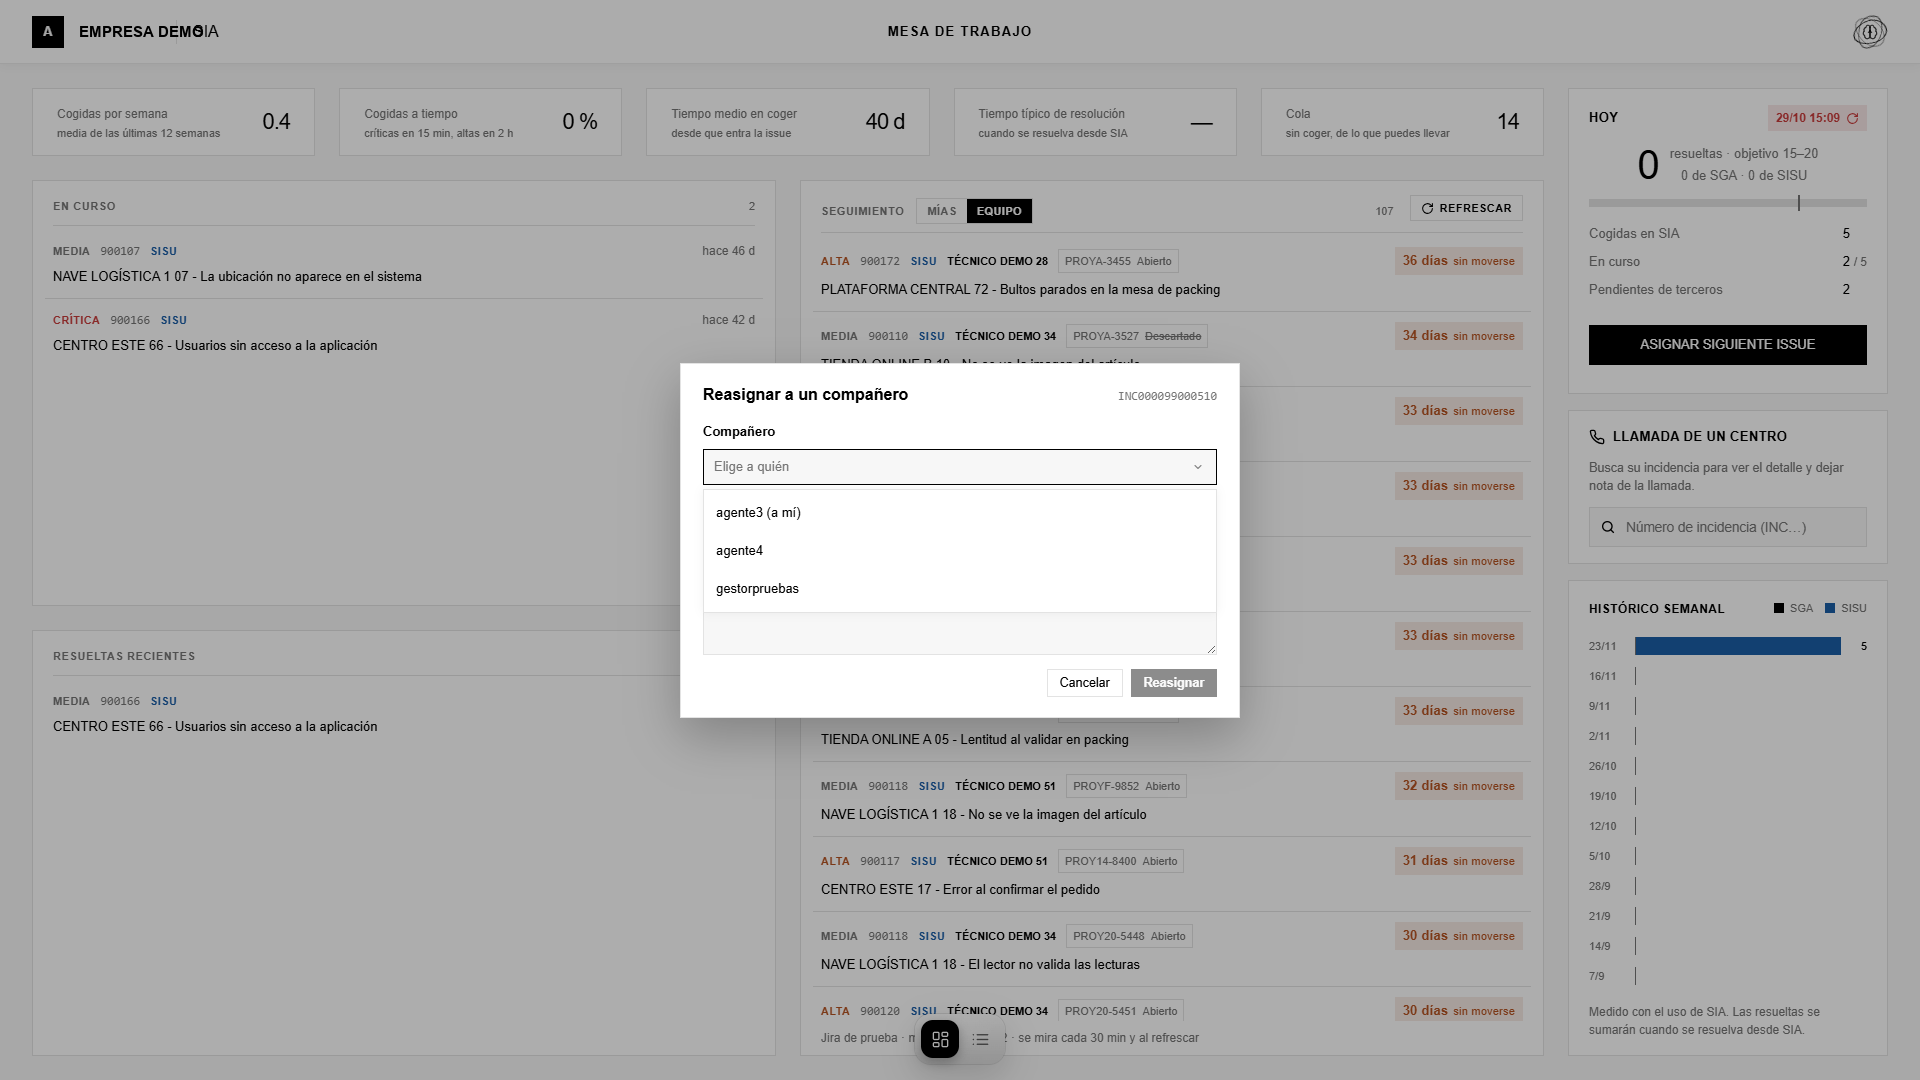 A EMPRESA DEMO SIA
MESA DE TRABAJO
Cogidas por semana
media de las últimas 12 semanas
0.4
Cogidas a tiempo
críticas en 15 min, altas en 2 h
0 %
Tiempo medio en coger
desde que entra la issue
40 d
Tiempo típico de resolución
cuando se resuelva desde SIA
—
Cola
sin coger, de lo que puedes llevar
14
EN CURSO 2
MEDIA 900107 SISU hace 46 d
NAVE LOGÍSTICA 1 07 - La ubicación no aparece en el sistema
CRÍTICA 900166 SISU hace 42 d
CENTRO ESTE 66 - Usuarios sin acceso a la aplicación
RESUELTAS RECIENTES
MEDIA 900166 SISU
CENTRO ESTE 66 - Usuarios sin acceso a la aplicación
SEGUIMIENTO MÍAS EQUIPO 107 REFRESCAR
ALTA 900172 SISU TÉCNICO DEMO 28 PROYA-3455 Abierto 36 días sin moverse
PLATAFORMA CENTRAL 72 - Bultos parados en la mesa de packing
MEDIA 900110 SISU TÉCNICO DEMO 34 PROYA-3527 Descartado 34 días sin moverse
TIENDA ONLINE B 10 - No se ve la imagen del artículo
33 días sin moverse
33 días sin moverse
33 días sin moverse
33 días sin moverse
33 días sin moverse
TIENDA ONLINE A 05 - Lentitud al validar en packing
MEDIA 900118 SISU TÉCNICO DEMO 51 PROYF-9852 Abierto 32 días sin moverse
NAVE LOGÍSTICA 1 18 - No se ve la imagen del artículo
ALTA 900117 SISU TÉCNICO DEMO 51 PROY14-8400 Abierto 31 días sin moverse
CENTRO ESTE 17 - Error al confirmar el pedido
MEDIA 900118 SISU TÉCNICO DEMO 34 PROY20-5448 Abierto 30 días sin moverse
NAVE LOGÍSTICA 1 18 - El lector no valida las lecturas
ALTA 900120 SISU TÉCNICO DEMO 34 PROY20-5451 Abierto 30 días sin moverse
Jira de prueba · 2 · se mira cada 30 min y al refrescar
Reasignar a un compañero INC000099000510
Compañero
Elige a quién
agente3 (a mí)
agente4
gestorpruebas
Cancelar Reasignar
HOY 29/10 15:09
0 resueltas · objetivo 15–20
0 de SGA · 0 de SISU
Cogidas en SIA 5
En curso 2 / 5
Pendientes de terceros 2
ASIGNAR SIGUIENTE ISSUE
LLAMADA DE UN CENTRO
Busca su incidencia para ver el detalle y dejar
nota de la llamada.
Número de incidencia (INC…)
HISTÓRICO SEMANAL SGA SISU
23/11 5
16/11
9/11
2/11
26/10
19/10
12/10
5/10
28/9
21/9
14/9
7/9
Medido con el uso de SIA. Las resueltas se
sumarán cuando se resuelva desde SIA.